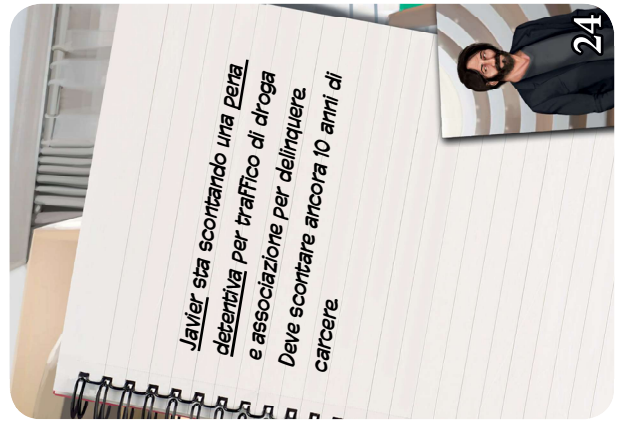 Javier sta scontando una pena
detentiva per traffico di droga
e associazione per delinquere.
Deve scontare ancora 10 anni di
carcere.
24